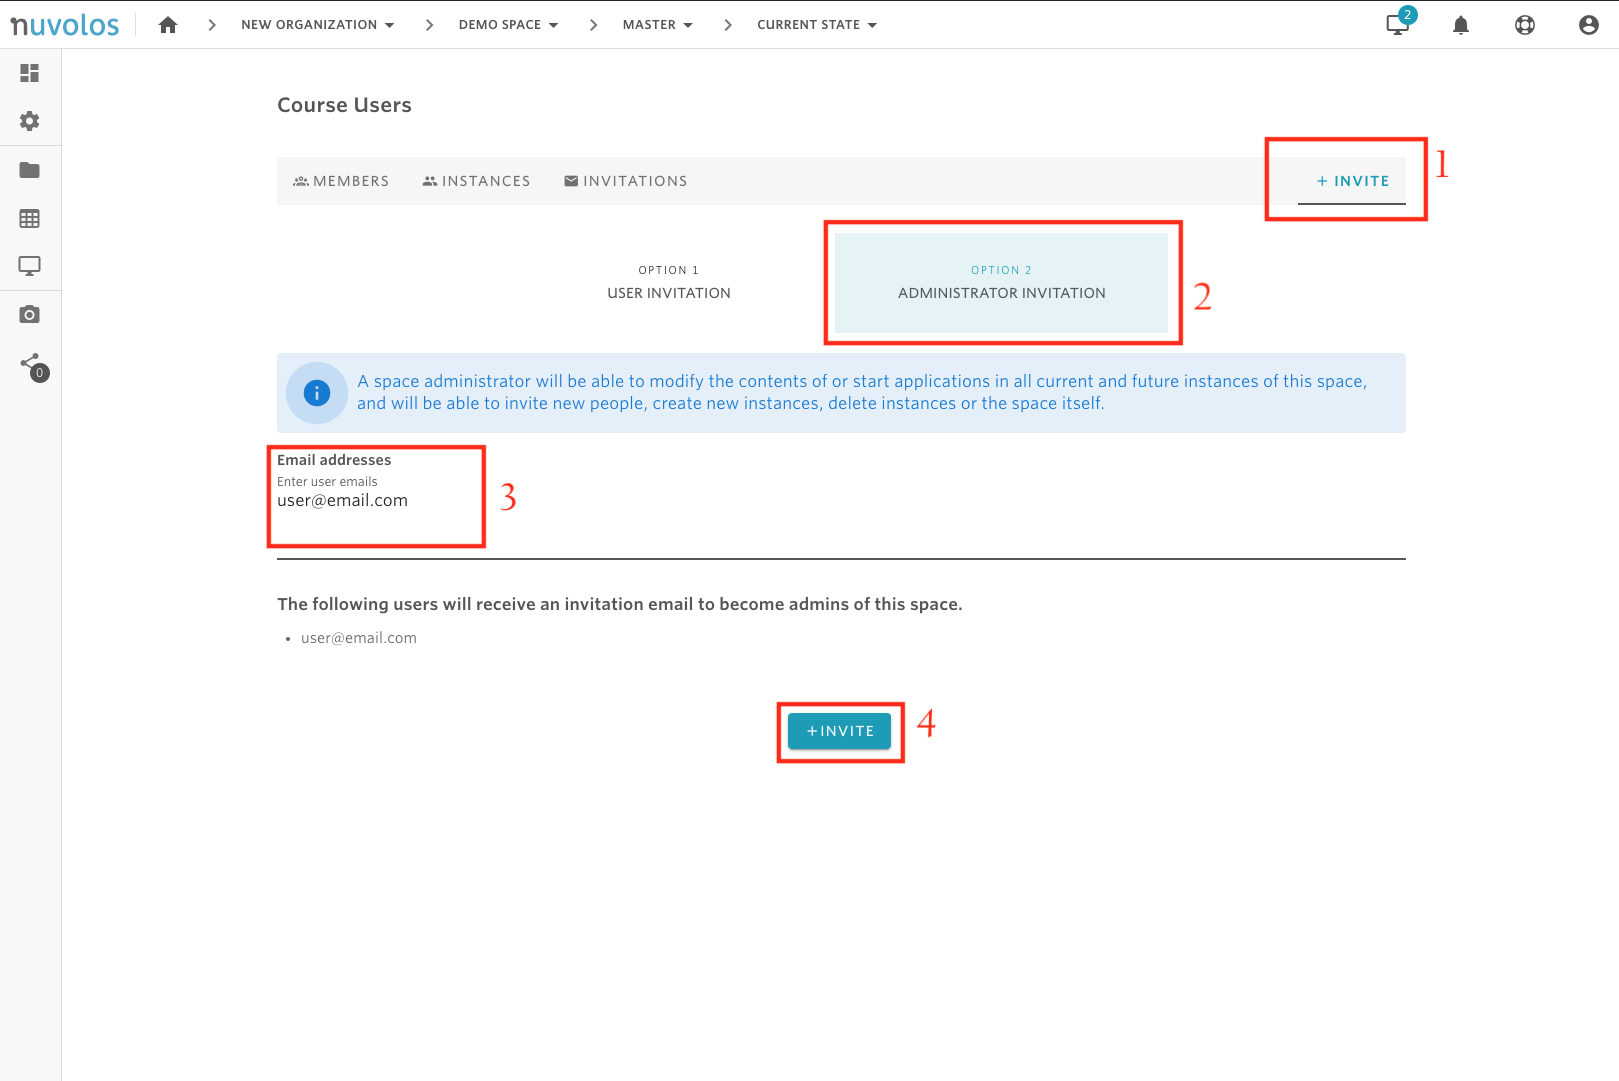 nuvolos
NEW ORGANIZATION
DEMO SPACE
MASTER
CURRENT STATE
2
Course Users
MEMBERS
INSTANCES
INVITATIONS
+ INVITE
1
OPTION 1
USER INVITATION
OPTION 2
ADMINISTRATOR INVITATION
2
A space administrator will be able to modify the contents of or start applications in all current and future instances of this space,
and will be able to invite new people, create new instances, delete instances or the space itself.
0
Email addresses
Enter user emails
user@email.com
3
The following users will receive an invitation email to become admins of this space.
• user@email.com
+INVITE
4